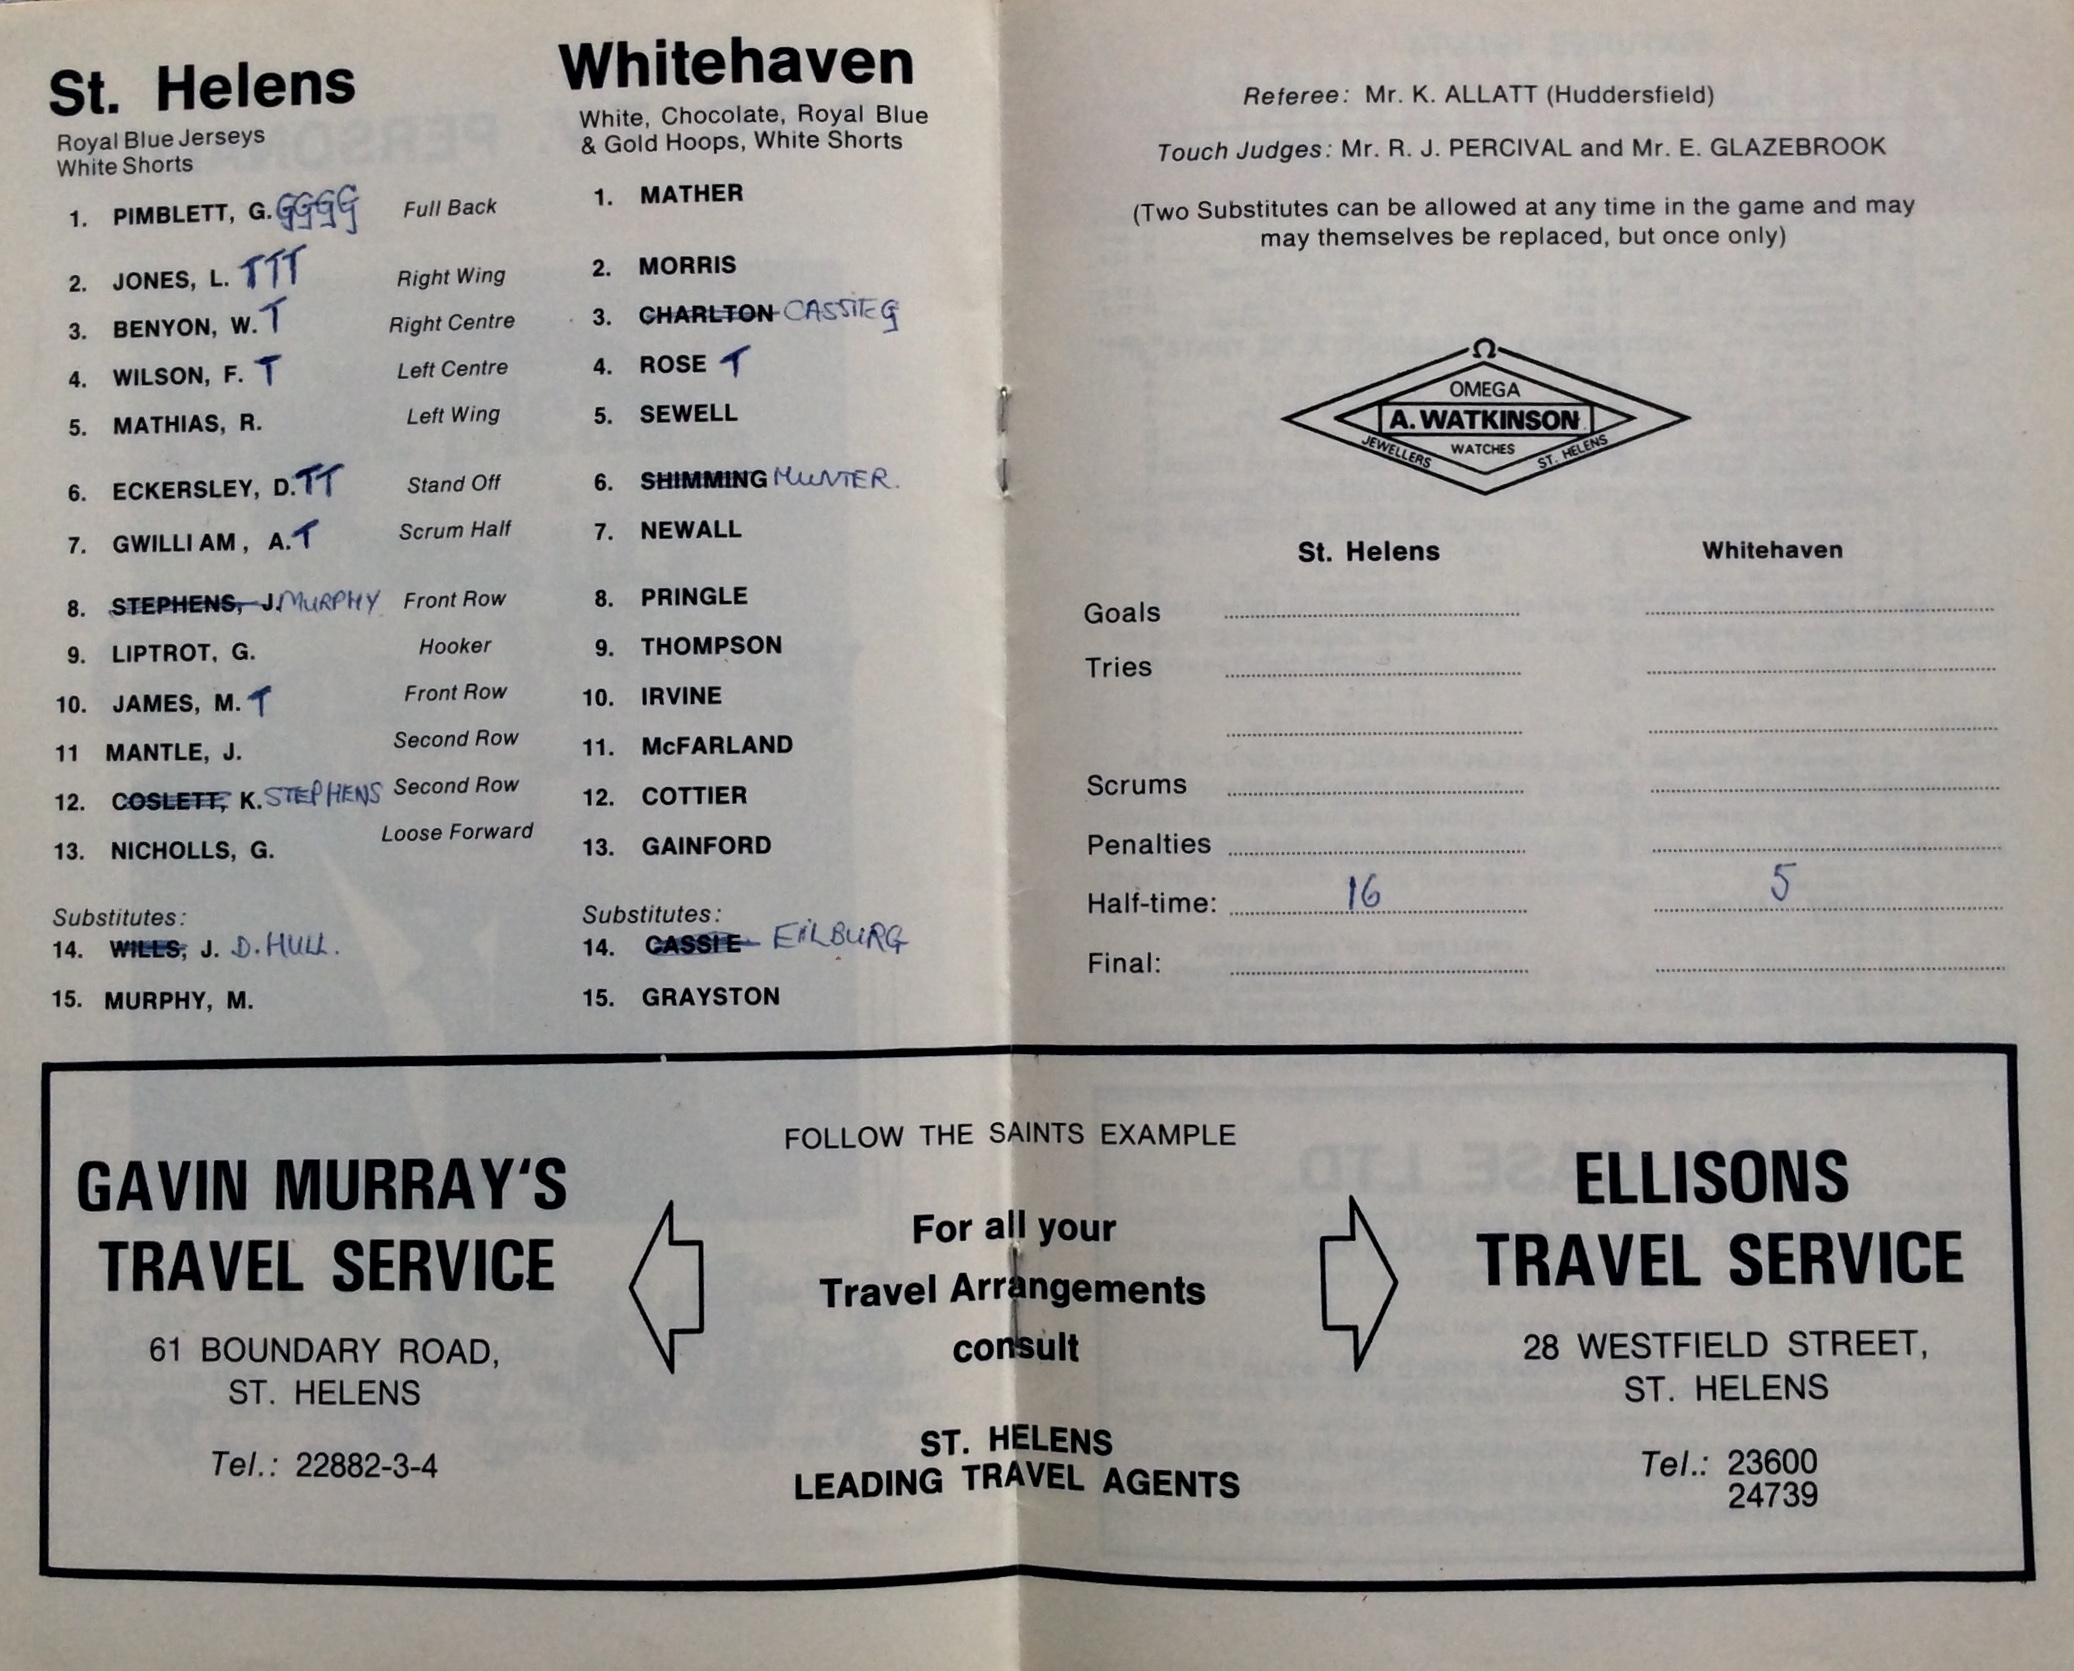 St. Helens
Royal Blue Jerseys
White Shorts
1. PIMBLETT, G. GGGG Full Back
2. JONES, L. TTT Right Wing
3. BENYON, W. T Right Centre
4. WILSON, F. T Left Centre
5. MATHIAS, R. Left Wing
6. ECKERSLEY, D. TT Stand Off
7. GWILLIAM, A. T Scrum Half
8. STEPHENS, J. MURPHY Front Row
9. LIPTROT, G. Hooker
10. JAMES, M. T Front Row
11 MANTLE, J. Second Row
12. COSLETT, K. STEPHENS Second Row
13. NICHOLLS, G. Loose Forward
Substitutes:
14. WILLS, J. D. HULL.
15. MURPHY, M.
Whitehaven
White, Chocolate, Royal Blue
& Gold Hoops, White Shorts
1. MATHER
2. MORRIS
3. CHARLTON CASSIE G
4. ROSE T
5. SEWELL
6. SHIMMING HUNTER.
7. NEWALL
8. PRINGLE
9. THOMPSON
10. IRVINE
11. McFARLAND
12. COTTIER
13. GAINFORD
Substitutes:
14. CASSIE EILBURG
15. GRAYSTON
Referee: Mr. K. ALLATT (Huddersfield)
Touch Judges: Mr. R. J. PERCIVAL and Mr. E. GLAZEBROOK
(Two Substitutes can be allowed at any time in the game and may
may themselves be replaced, but once only)
Ω
OMEGA
A. WATKINSON
JEWELLERS WATCHES ST. HELENS
St. Helens Whitehaven
Goals
Tries
Scrums
Penalties
Half-time: 16 5
Final:
GAVIN MURRAY'S
TRAVEL SERVICE
61 BOUNDARY ROAD,
ST. HELENS
Tel.: 22882-3-4
FOLLOW THE SAINTS EXAMPLE
For all your
Travel Arrangements
consult
ST. HELENS
LEADING TRAVEL AGENTS
ELLISONS
TRAVEL SERVICE
28 WESTFIELD STREET,
ST. HELENS
Tel.: 23600
24739